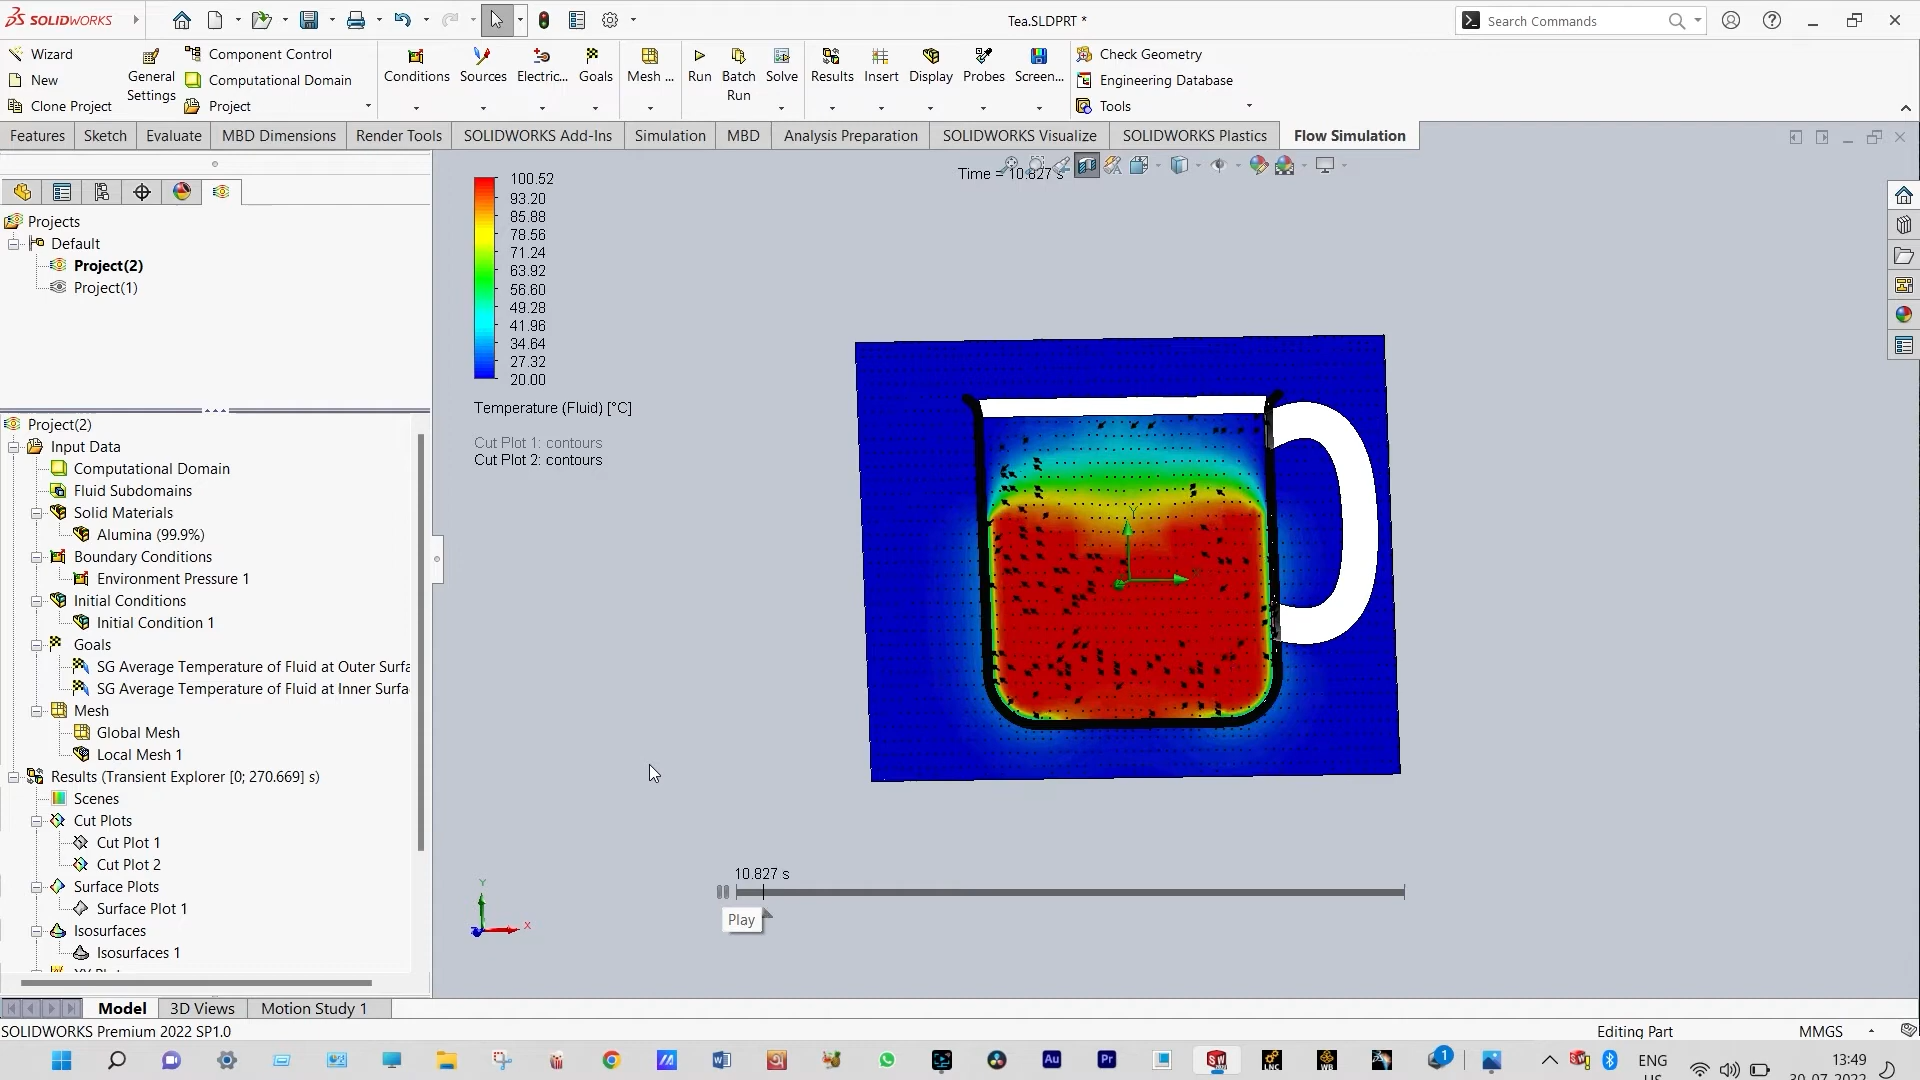 SOLIDWORKS
Tea.SLDPRT *
Search Commands
Wizard
New
Clone Project
General Settings
Component Control
Computational Domain
Project
Conditions
Sources
Electric...
Goals
Mesh ...
Run
Batch Run
Solve
Results
Insert
Display
Probes
Screen...
Check Geometry
Engineering Database
Tools
Features
Sketch
Evaluate
MBD Dimensions
Render Tools
SOLIDWORKS Add-Ins
Simulation
MBD
Analysis Preparation
SOLIDWORKS Visualize
SOLIDWORKS Plastics
Flow Simulation
Projects
Default
Project(2)
Project(1)
Project(2)
Input Data
Computational Domain
Fluid Subdomains
Solid Materials
Alumina (99.9%)
Boundary Conditions
Environment Pressure 1
Initial Conditions
Initial Condition 1
Goals
SG Average Temperature of Fluid at Outer Surfa
SG Average Temperature of Fluid at Inner Surfa
Mesh
Global Mesh
Local Mesh 1
Results (Transient Explorer [0; 270.669] s)
Scenes
Cut Plots
Cut Plot 1
Cut Plot 2
Surface Plots
Surface Plot 1
Isosurfaces
Isosurfaces 1
Time = 10.827 s
100.52
93.20
85.88
78.56
71.24
63.92
56.60
49.28
41.96
34.64
27.32
20.00
Temperature (Fluid) [°C]
Cut Plot 1: contours
Cut Plot 2: contours
Y
Y
X
10.827 s
Play
Model
3D Views
Motion Study 1
SOLIDWORKS Premium 2022 SP1.0
Editing Part
MMGS
Au
Pr
1
ENG
13:49
30.07.2022